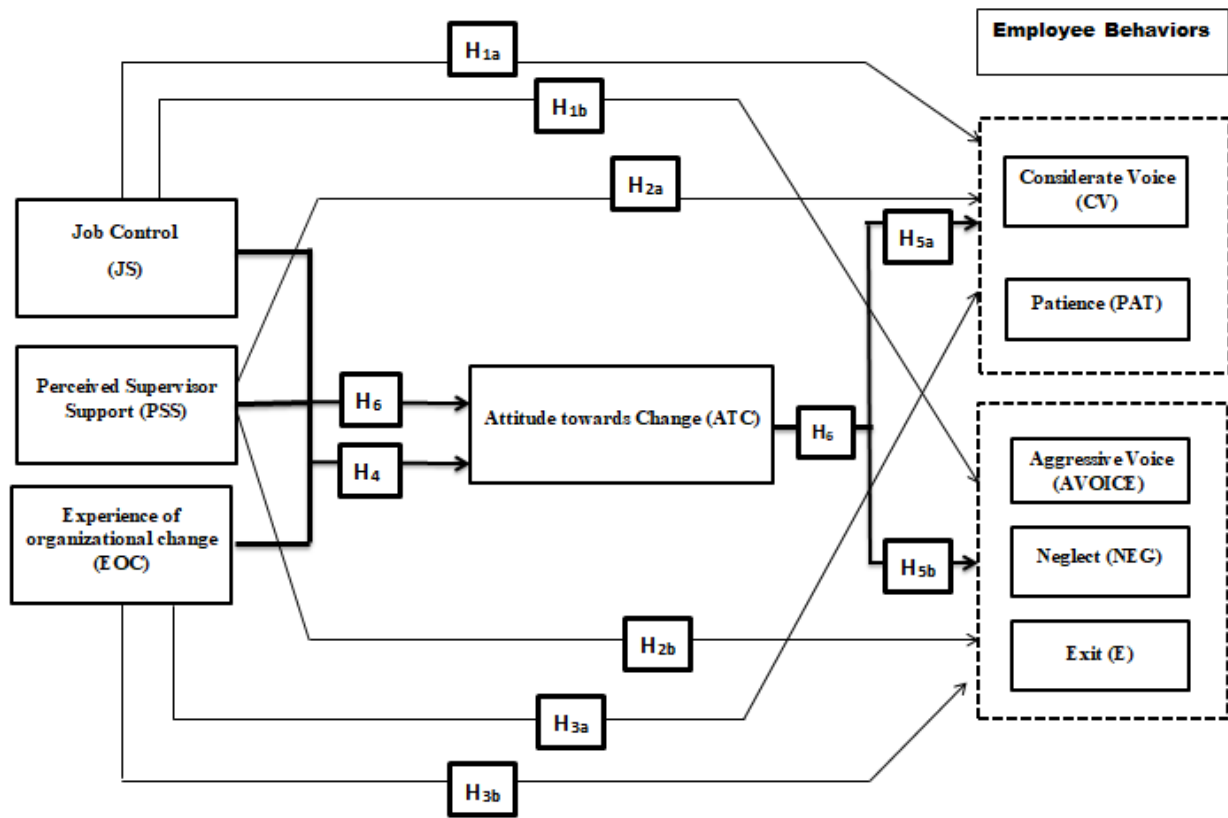 Employee Behaviors
H1a
H1b
H2a
Considerate Voice
(CV)
Job Control
(JS)
H5a
Patience (PAT)
Perceived Supervisor
Support (PSS)
H6
Attitude towards Change (ATC)
H6
H4
Aggressive Voice
(AVOICE)
Experience of
organizational change
(EOC)
Neglect (NEG)
H5b
H2b
Exit (E)
H3a
H3b